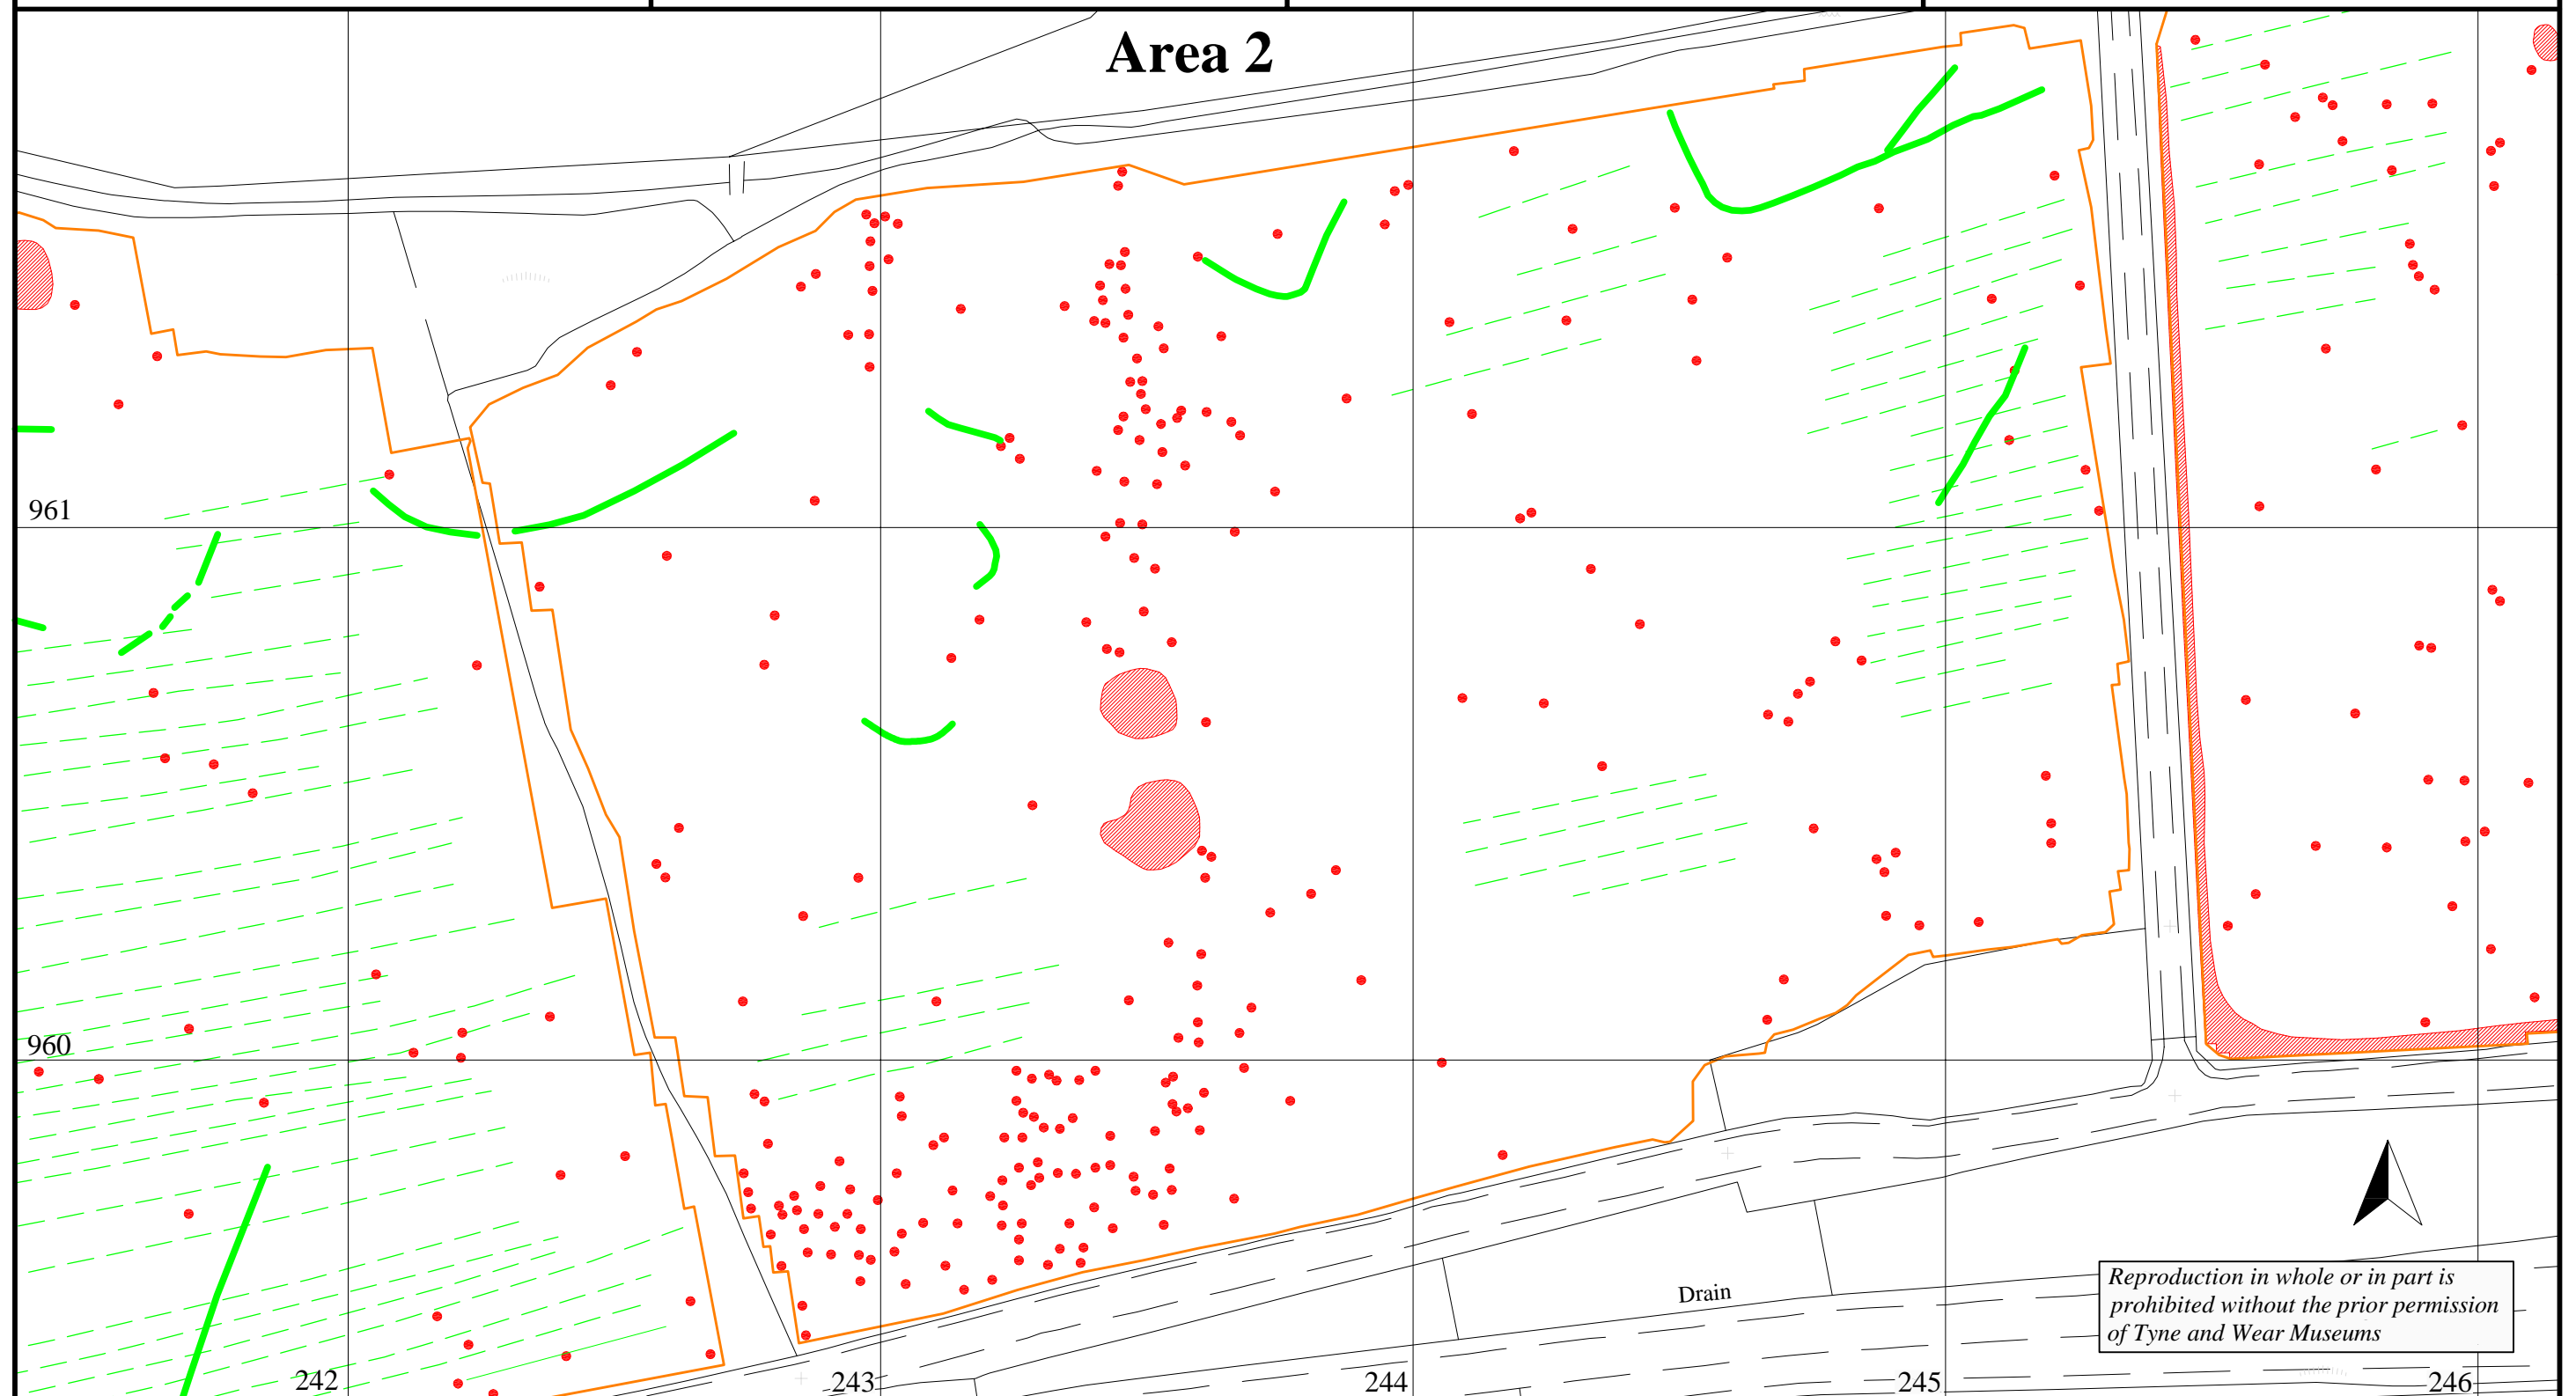 Area 2
961
960
Drain
Reproduction in whole or in part is
prohibited without the prior permission
of Tyne and Wear Museums
242
243
244
245
246